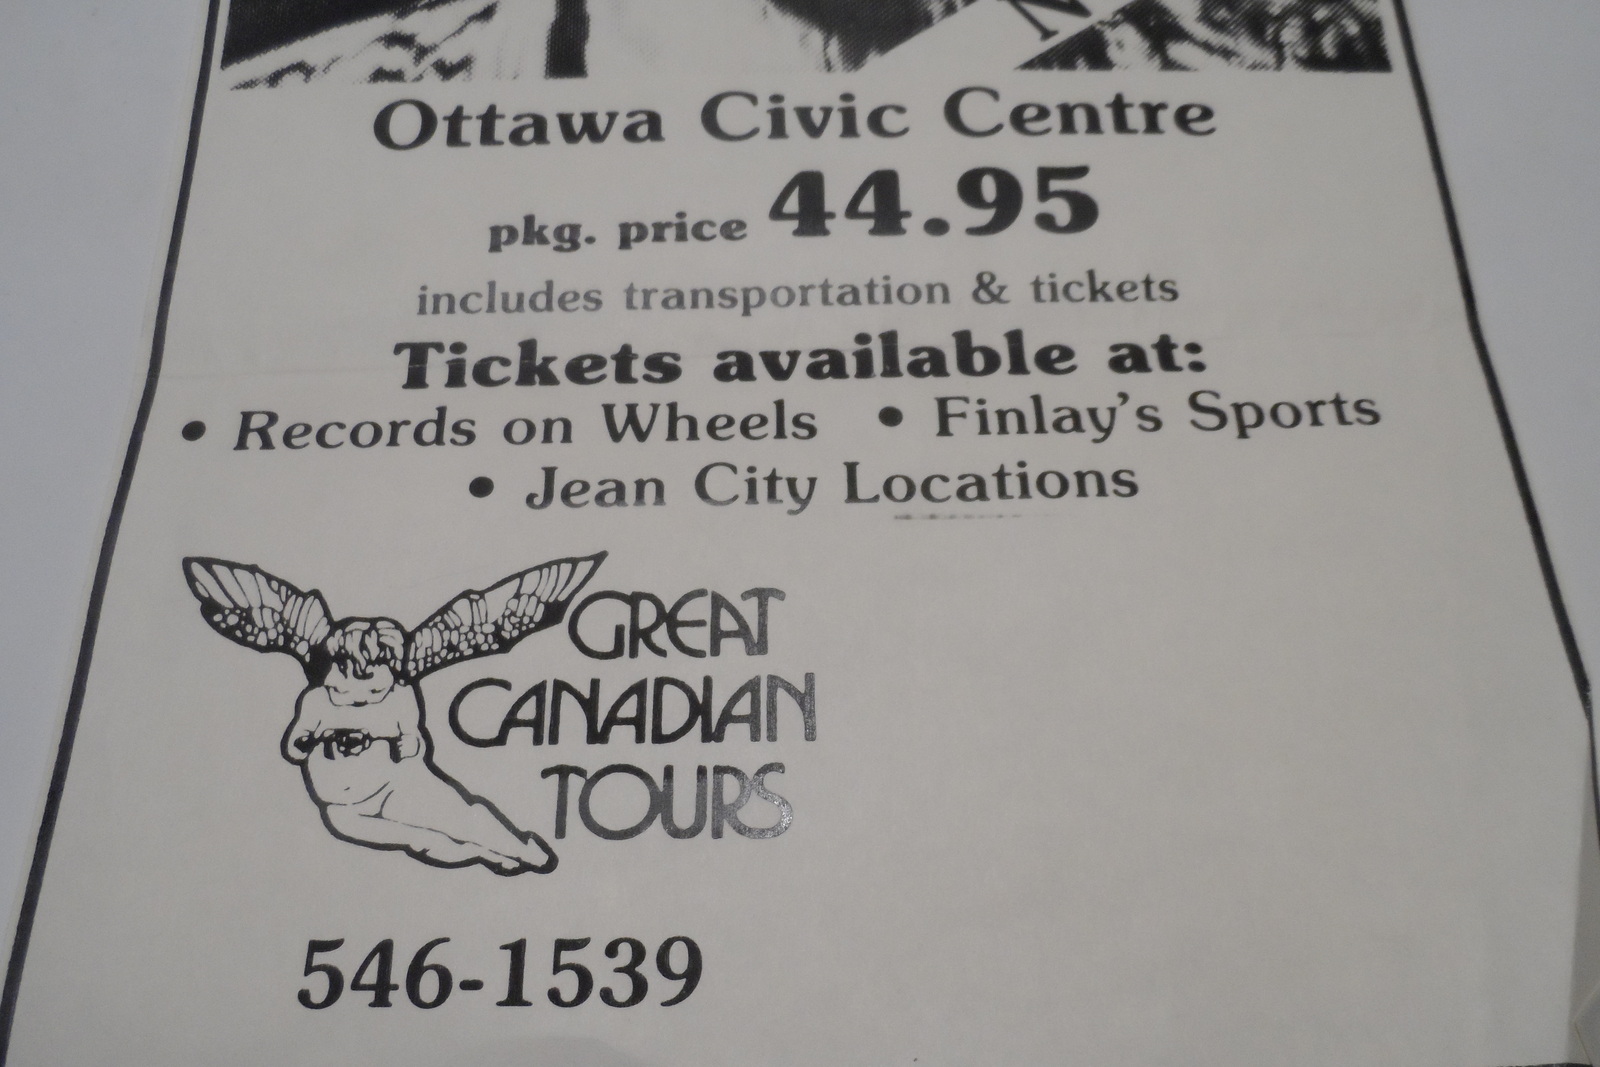 N
Ottawa Civic Centre
pkg. price 44.95
includes transportation & tickets
Tickets available at:
• Records on Wheels • Finlay's Sports
• Jean City Locations
GREAT
CANADIAN
TOURS
546-1539